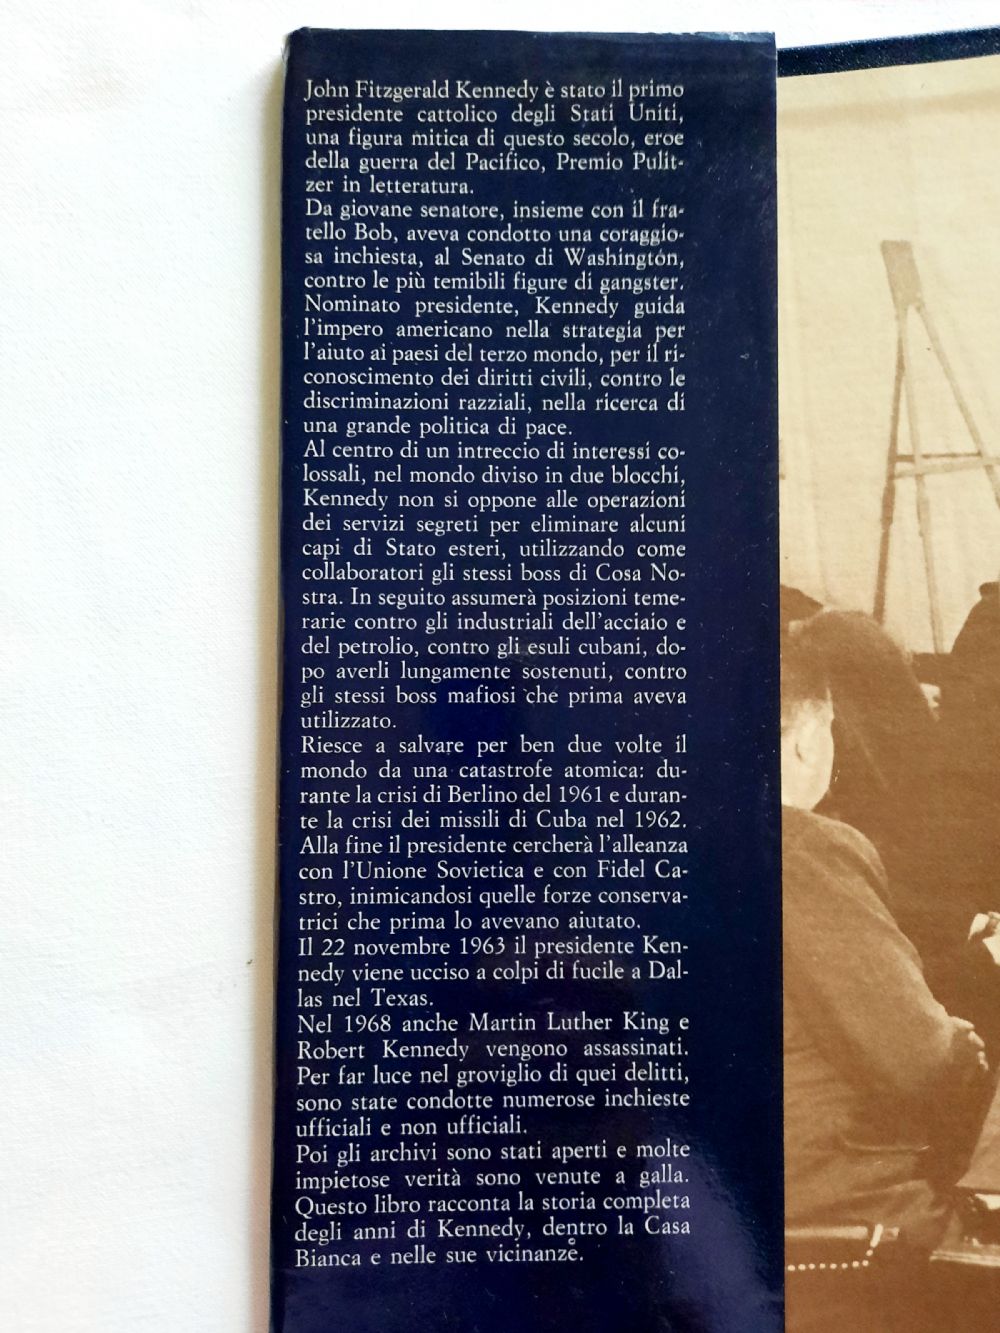 John Fitzgerald Kennedy è stato il primo
presidente cattolico degli Stati Uniti,
una figura mitica di questo secolo, eroe
della guerra del Pacifico, Premio Pulit-
zer in letteratura.
Da giovane senatore, insieme con il fra-
tello Bob, aveva condotto una coraggio-
sa inchiesta, al Senato di Washington,
contro le più temibili figure di gangster.
Nominato presidente, Kennedy guida
l'impero americano nella strategia per
l'aiuto ai paesi del terzo mondo, per il ri-
conoscimento dei diritti civili, contro le
discriminazioni razziali, nella ricerca di
una grande politica di pace.
Al centro di un intreccio di interessi co-
lossali, nel mondo diviso in due blocchi,
Kennedy non si oppone alle operazioni
dei servizi segreti per eliminare alcuni
capi di Stato esteri, utilizzando come
collaboratori gli stessi boss di Cosa No-
stra. In seguito assumerà posizioni teme-
rarie contro gli industriali dell'acciaio e
del petrolio, contro gli esuli cubani, do-
po averli lungamente sostenuti, contro
gli stessi boss mafiosi che prima aveva
utilizzato.
Riesce a salvare per ben due volte il
mondo da una catastrofe atomica: du-
rante la crisi di Berlino del 1961 e duran-
te la crisi dei missili di Cuba nel 1962.
Alla fine il presidente cercherà l'alleanza
con l'Unione Sovietica e con Fidel Ca-
stro, inimicandosi quelle forze conserva-
trici che prima lo avevano aiutato.
Il 22 novembre 1963 il presidente Ken-
nedy viene ucciso a colpi di fucile a Dal-
las nel Texas.
Nel 1968 anche Martin Luther King e
Robert Kennedy vengono assassinati.
Per far luce nel groviglio di quei delitti,
sono state condotte numerose inchieste
ufficiali e non ufficiali.
Poi gli archivi sono stati aperti e molte
impietose verità sono venute a galla.
Questo libro racconta la storia completa
degli anni di Kennedy, dentro la Casa
Bianca e nelle sue vicinanze.